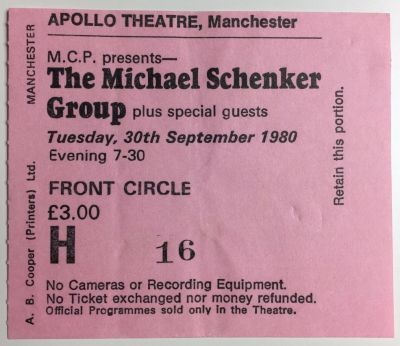 APOLLO THEATRE, Manchester
M.C.P. presents—
The Michael Schenker
Group plus special guests
Tuesday, 30th September 1980
Evening 7-30
FRONT CIRCLE
£3.00
H 16
No Cameras or Recording Equipment.
No Ticket exchanged nor money refunded.
Official Programmes sold only in the Theatre.
A. B. Cooper (Printers) Ltd. MANCHESTER
Retain this portion.